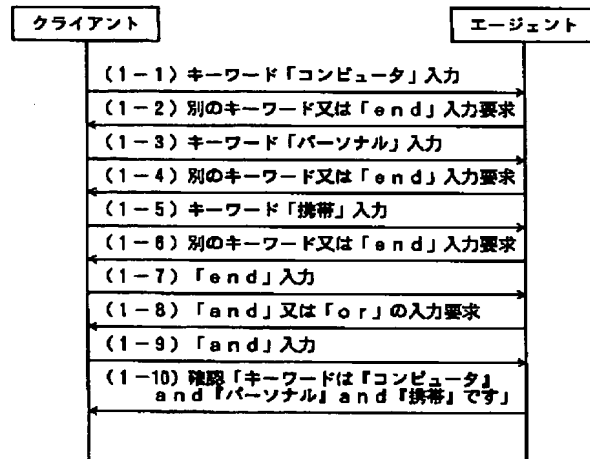 クライアント
エージェント
(1-1)キーワード「コンピュータ」入力
(1-2)別のキーワード又は「end」入力要求
(1-3)キーワード「パーソナル」入力
(1-4)別のキーワード又は「end」入力要求
(1-5)キーワード「携帯」入力
(1-6)別のキーワード又は「end」入力要求
(1-7)「end」入力
(1-8)「and」又は「or」の入力要求
(1-9)「and」入力
(1-10)確認「キーワードは『コンピュータ』
and『パーソナル』and『携帯』です」